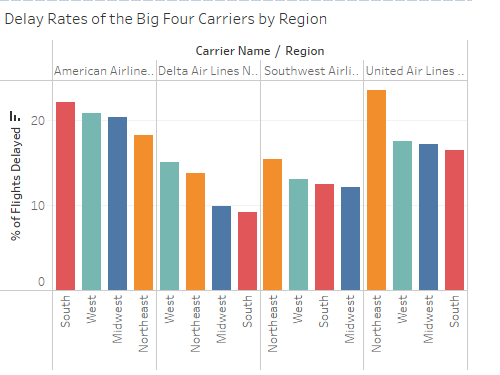 Delay Rates of the Big Four Carriers by Region
Carrier Name / Region
American Airline.. Delta Air Lines N.. Southwest Airli.. United Air Lines ..
% of Flights Delayed
20
10
0
South West Midwest Northeast West Northeast Midwest South Northeast West South Midwest Northeast West Midwest South